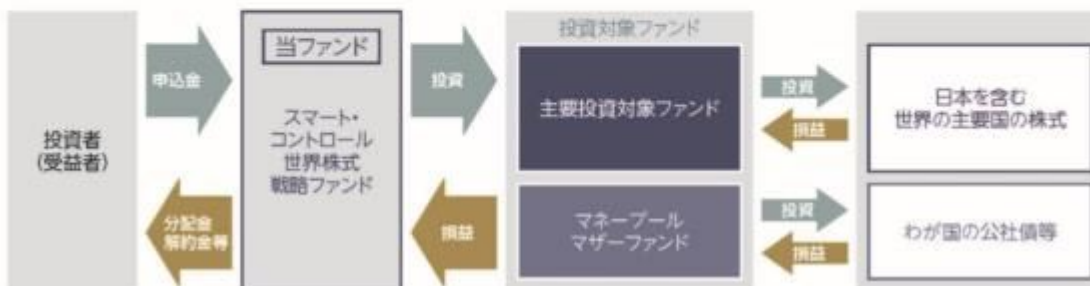 投資者
(受益者)
申込金
分配金
解約金等
当ファンド
スマート・
コントロール
世界株式
戦略ファンド
投資
損益
投資対象ファンド
主要投資対象ファンド
マネープール
マザーファンド
投資
損益
投資
損益
日本を含む
世界の主要国の株式
わが国の公社債等